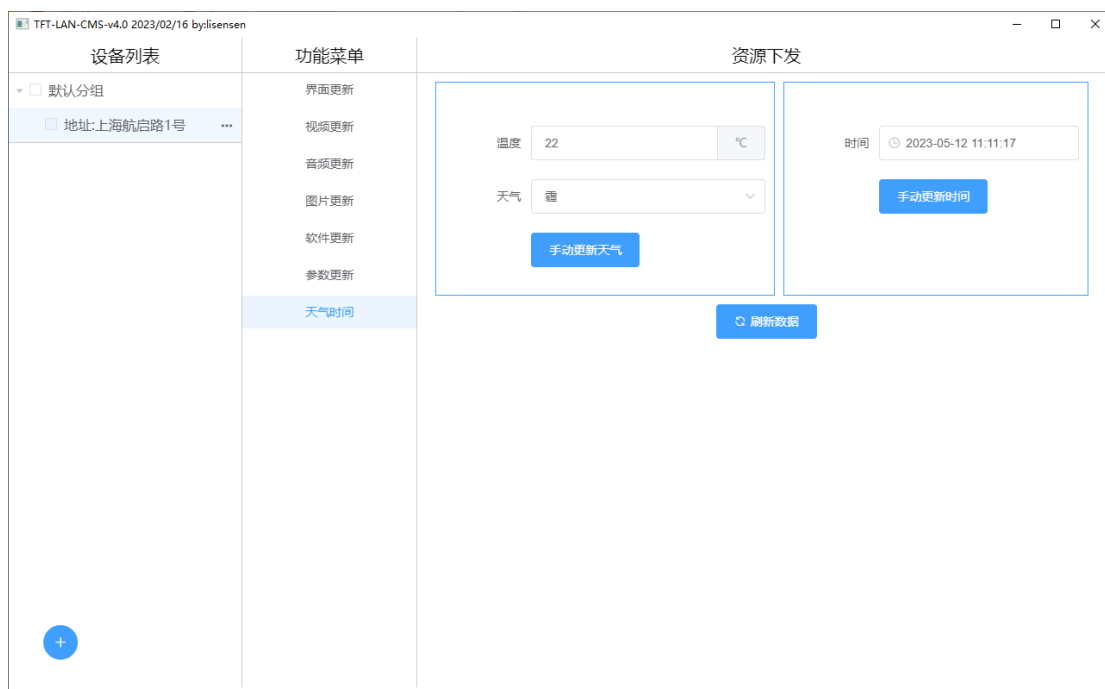 TFT-LAN-CMS-v4.0 2023/02/16 by:lisensen
设备列表
功能菜单
资源下发
默认分组
地址:上海航启路1号
界面更新
视频更新
音频更新
图片更新
软件更新
参数更新
天气时间
温度
22
℃
天气
霾
手动更新天气
时间
2023-05-12 11:11:17
手动更新时间
刷新数据